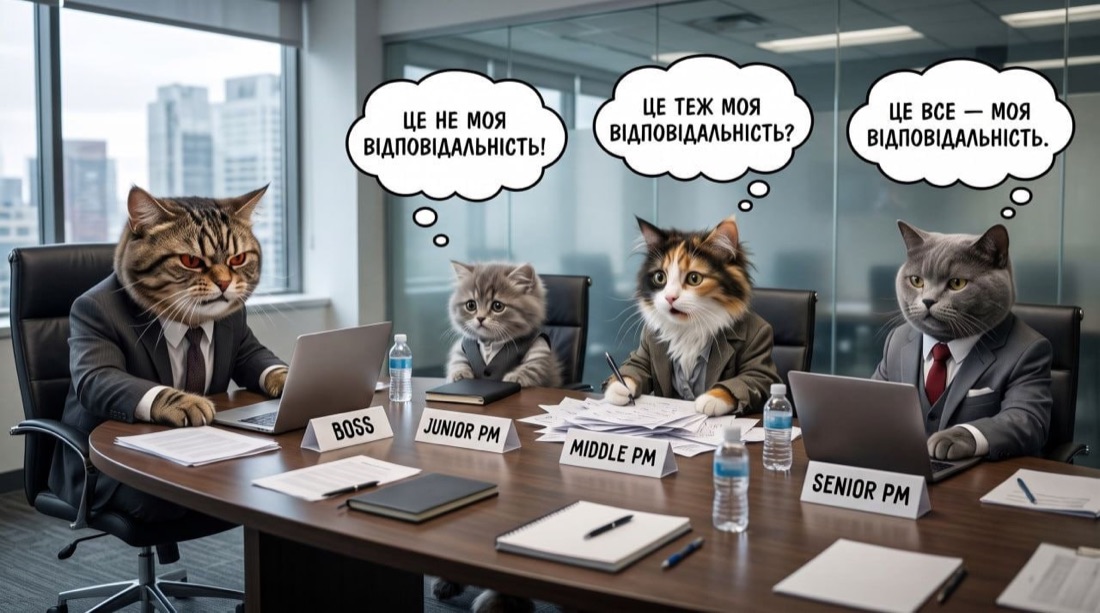 ЦЕ НЕ МОЯ
ВІДПОВІДАЛЬНІСТЬ!
ЦЕ ТЕЖ МОЯ
ВІДПОВІДАЛЬНІСТЬ?
ЦЕ ВСЕ — МОЯ
ВІДПОВІДАЛЬНІСТЬ.
BOSS
JUNIOR PM
MIDDLE PM
SENIOR PM